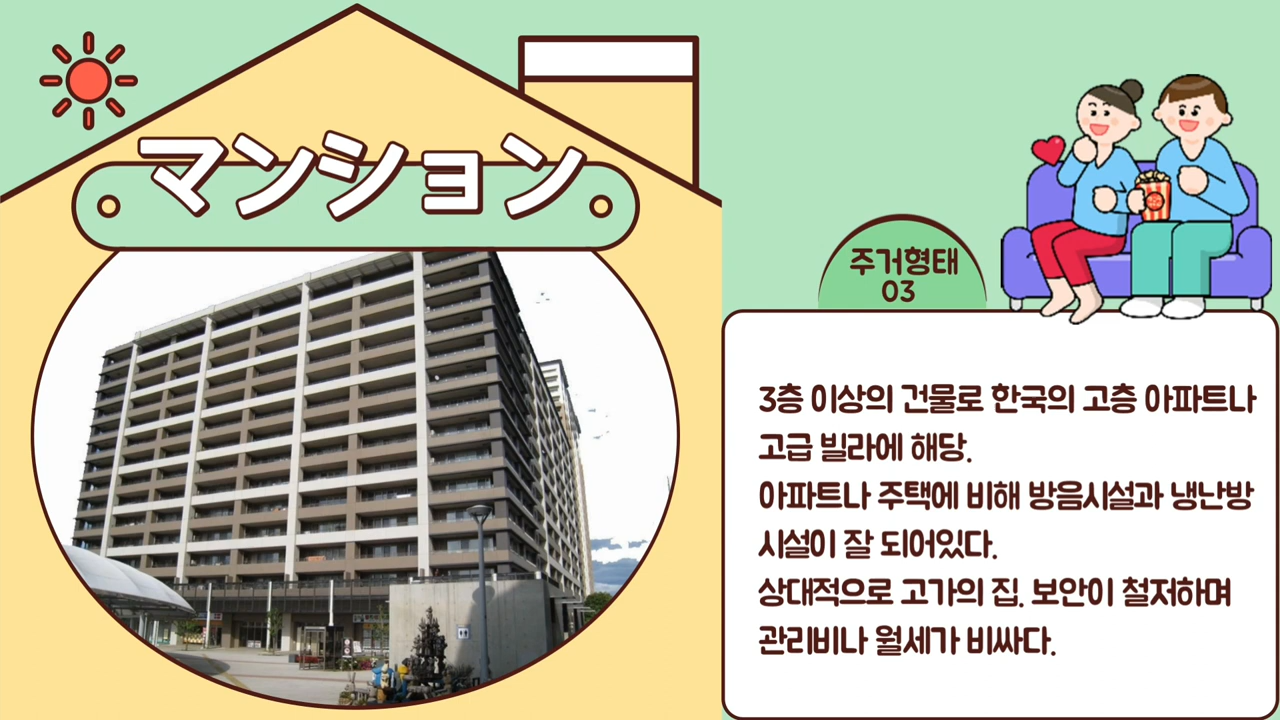 マンション
주거형태
03
3층 이상의 건물로 한국의 고층 아파트나
고급 빌라에 해당.
아파트나 주택에 비해 방음시설과 냉난방
시설이 잘 되어있다.
상대적으로 고가의 집. 보안이 철저하며
관리비나 월세가 비싸다.